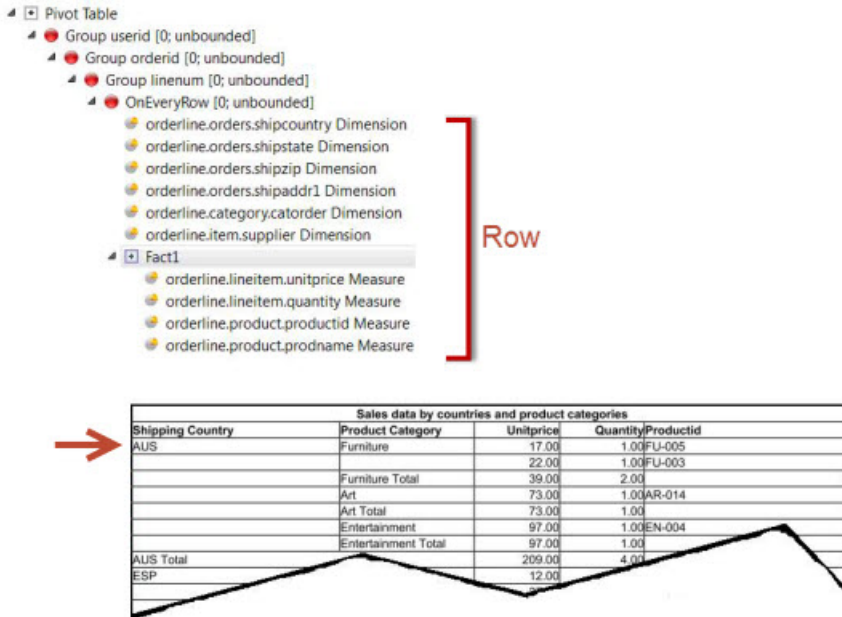 Pivot Table
Group userid [0; unbounded]
Group orderid [0; unbounded]
Group linenum [0; unbounded]
OnEveryRow [0; unbounded]
orderline.orders.shipcountry Dimension
orderline.orders.shipstate Dimension
orderline.orders.shipzip Dimension
orderline.orders.shipaddr1 Dimension
orderline.category.catorder Dimension
orderline.item.supplier Dimension
Fact1
orderline.lineitem.unitprice Measure
orderline.lineitem.quantity Measure
orderline.product.productid Measure
orderline.product.prodname Measure
Row
Sales data by countries and product categories
Shipping Country Product Category Unitprice Quantity Productid
AUS Furniture 17.00 1.00 FU-005
22.00 1.00 FU-003
Furniture Total 39.00 2.00
Art 73.00 1.00 AR-014
Art Total 73.00 1.00
Entertainment 97.00 1.00 EN-004
Entertainment Total 97.00 1.00
AUS Total 209.00 4.00
ESP 12.00